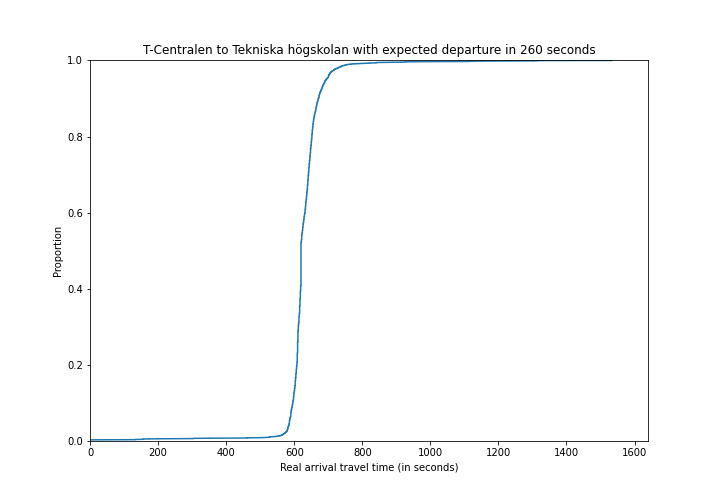 T-Centralen to Tekniska högskolan with expected departure in 260 seconds
1.0
0.8
0.6
0.4
0.2
0.0
Proportion
0 200 400 600 800 1000 1200 1400 1600
Real arrival travel time (in seconds)